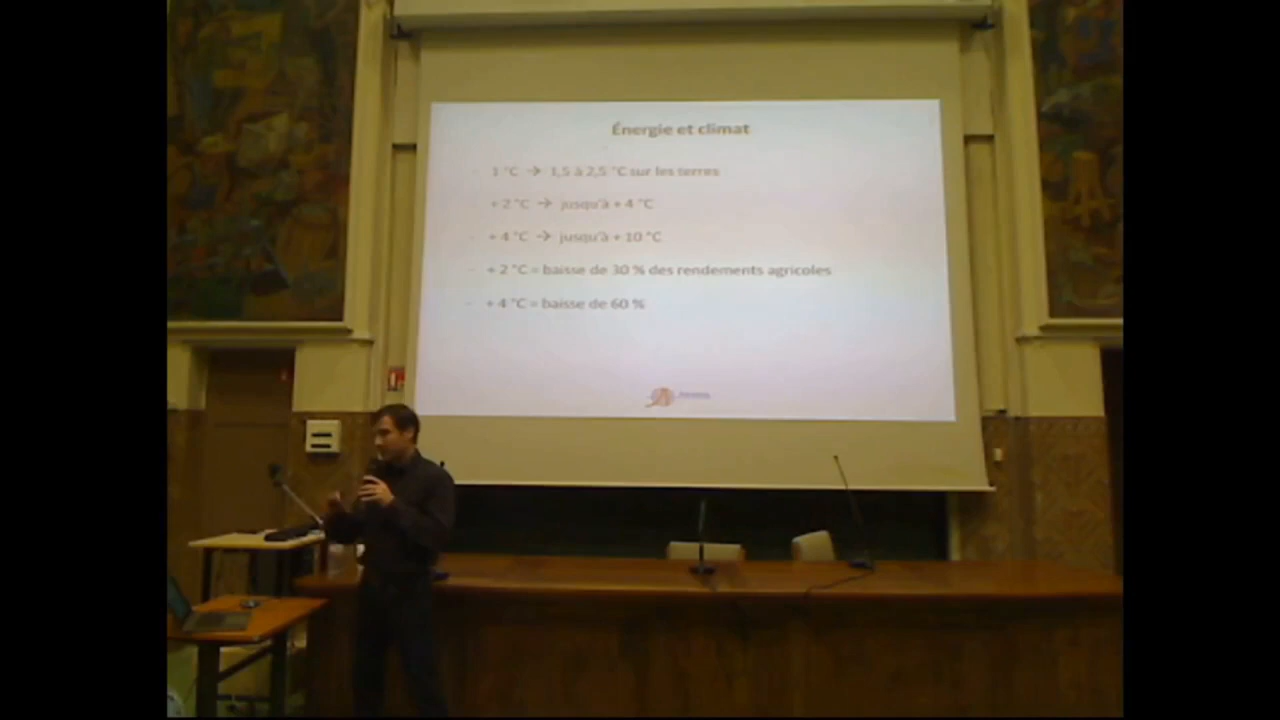 Énergie et climat
- 1 °C → 1,5 à 2,5 °C sur les terres
- + 2 °C → jusqu'à + 4 °C
- + 4 °C → jusqu'à + 10 °C
- + 2 °C = baisse de 30 % des rendements agricoles
- + 4 °C = baisse de 60 %